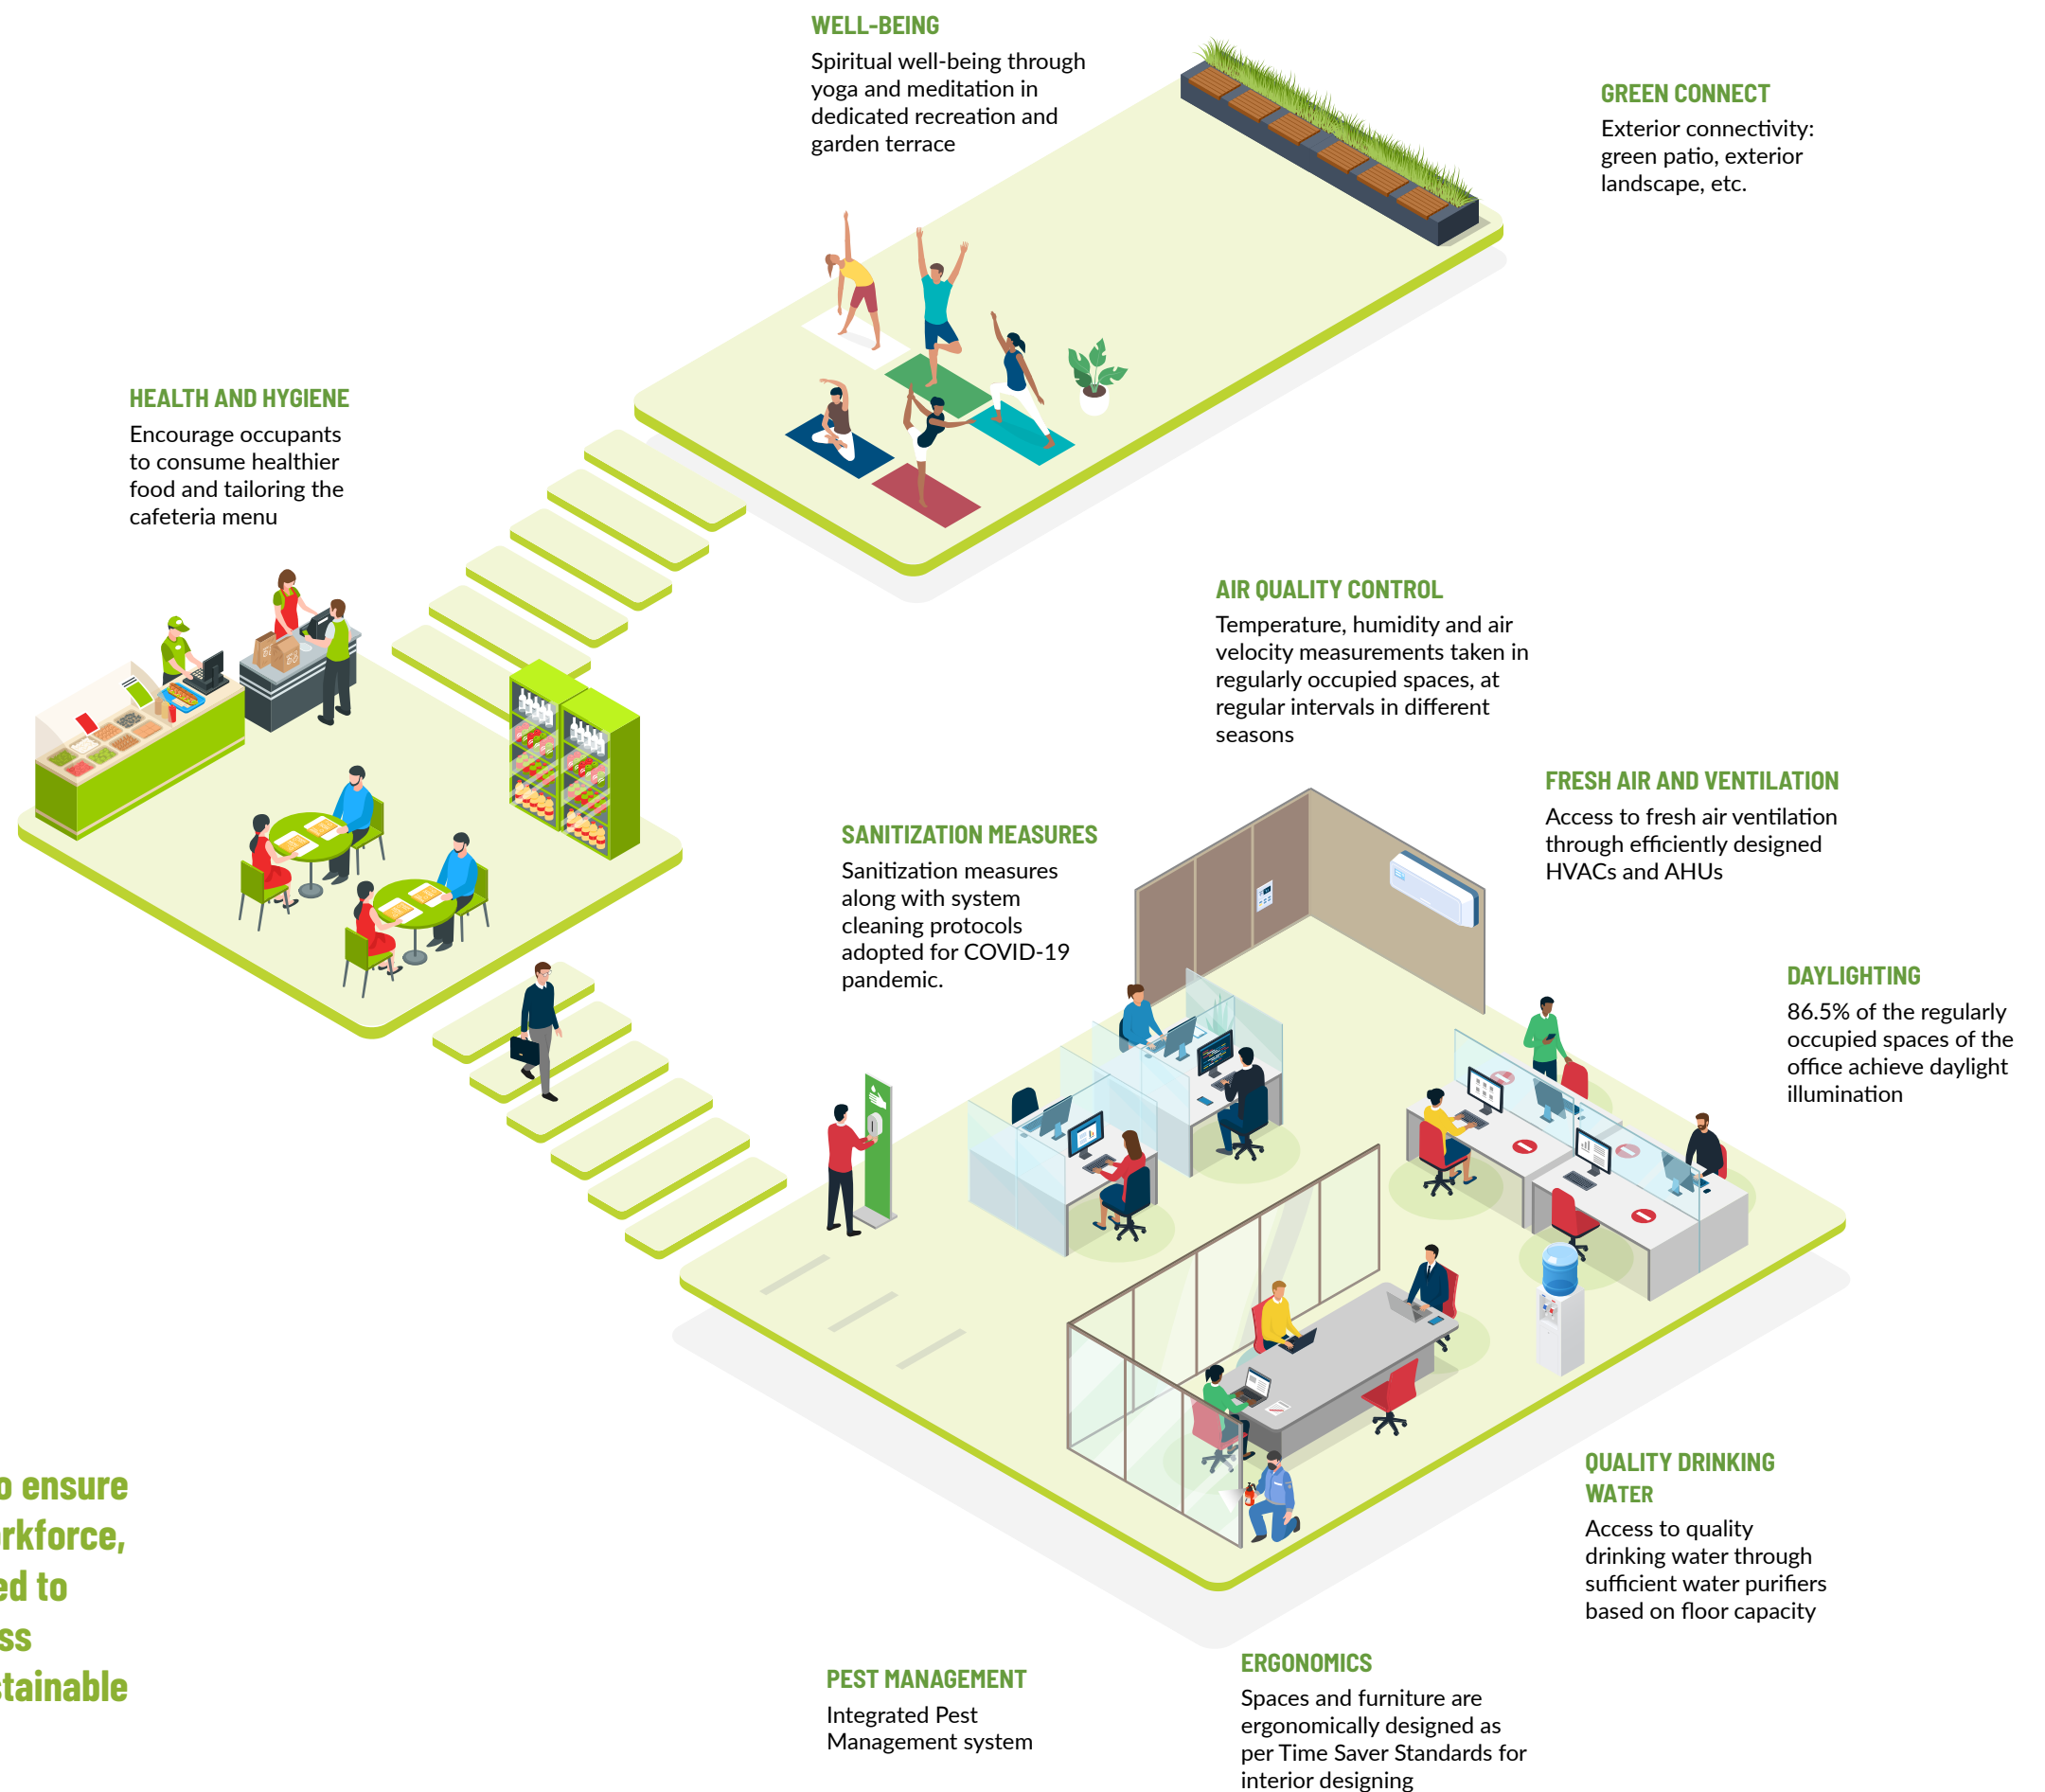 WELL-BEING
Spiritual well-being through
yoga and meditation in
dedicated recreation and
garden terrace
GREEN CONNECT
Exterior connectivity:
green patio, exterior
landscape, etc.
HEALTH AND HYGIENE
Encourage occupants
to consume healthier
food and tailoring the
cafeteria menu
AIR QUALITY CONTROL
Temperature, humidity and air
velocity measurements taken in
regularly occupied spaces, at
regular intervals in different
seasons
FRESH AIR AND VENTILATION
Access to fresh air ventilation
through efficiently designed
HVACs and AHUs
SANITIZATION MEASURES
Sanitization measures
along with system
cleaning protocols
adopted for COVID-19
pandemic.
DAYLIGHTING
86.5% of the regularly
occupied spaces of the
office achieve daylight
illumination
o ensure
rkforce,
ed to
ss
tainable
QUALITY DRINKING
WATER
Access to quality
drinking water through
sufficient water purifiers
based on floor capacity
PEST MANAGEMENT
Integrated Pest
Management system
ERGONOMICS
Spaces and furniture are
ergonomically designed as
per Time Saver Standards for
interior designing